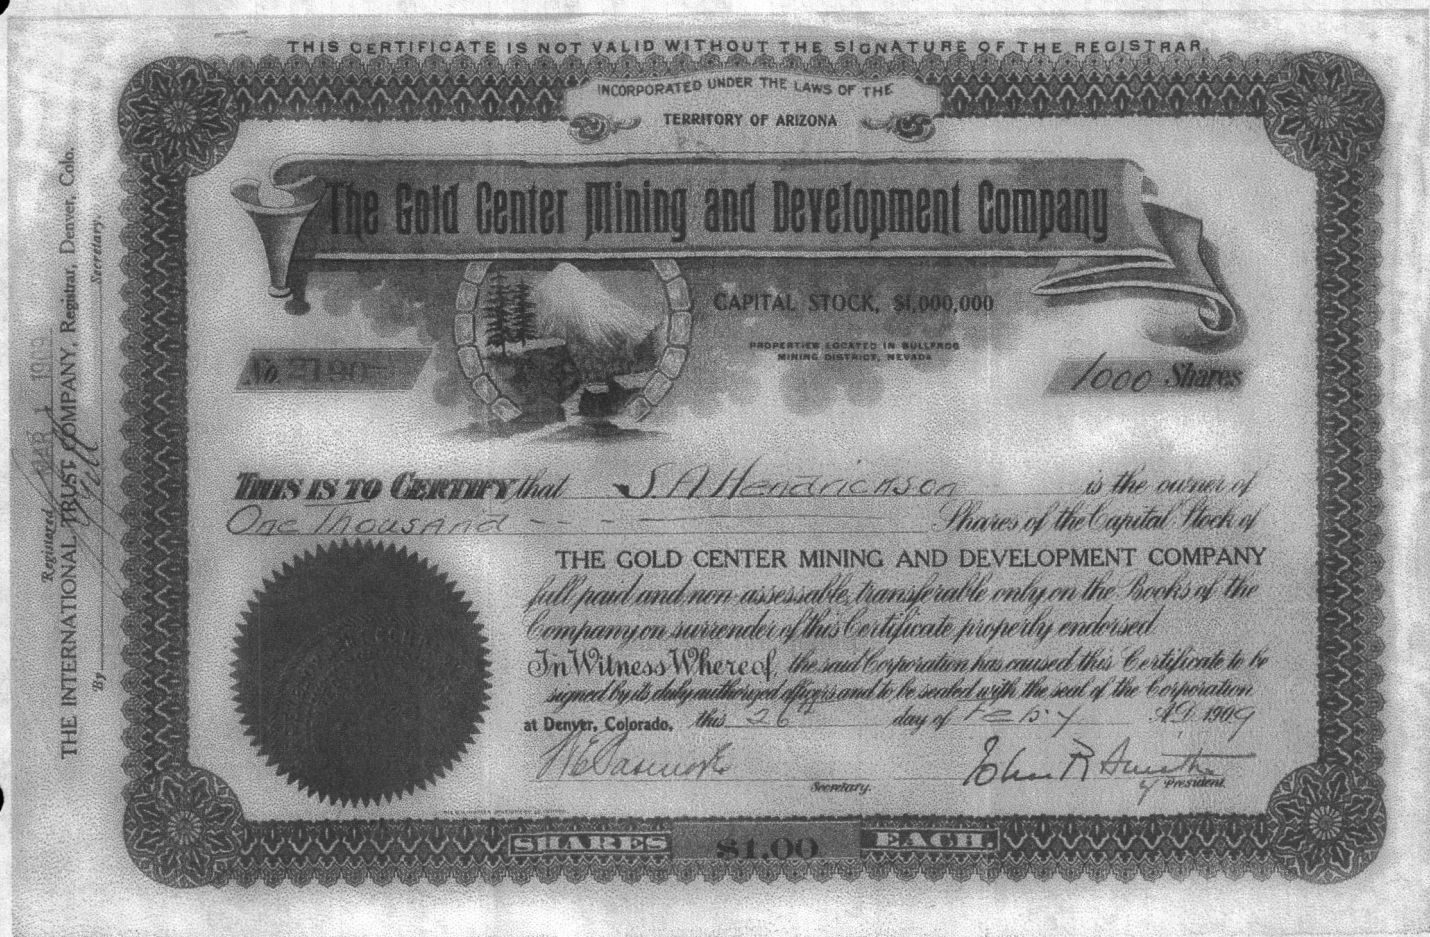 THIS CERTIFICATE IS NOT VALID WITHOUT THE SIGNATURE OF THE REGISTRAR.
INCORPORATED UNDER THE LAWS OF THE
TERRITORY OF ARIZONA
The Gold Center Mining and Development Company
CAPITAL STOCK, $1,000,000
PROPERTIES LOCATED IN BULLFROG
MINING DISTRICT, NEVADA
No.
1000 Shares
THIS IS TO CERTIFY that S A Hendrickson is the owner of
One Thousand - - - - Shares of the Capital Stock of
THE GOLD CENTER MINING AND DEVELOPMENT COMPANY
full paid and non-assessable, transferable only on the Books of the
Company on surrender of this Certificate properly endorsed
In Witness Whereof, the said Corporation has caused this Certificate to be
signed by its duly authorized officers and to be sealed with the seal of the Corporation
at Denver, Colorado, this 26 day of Feby A.D. 1909
Secretary.
President.
SHARES $1.00 EACH.
Registered MAR 1 1909
THE INTERNATIONAL TRUST COMPANY, Registrar, Denver, Colo.
By Secretary.